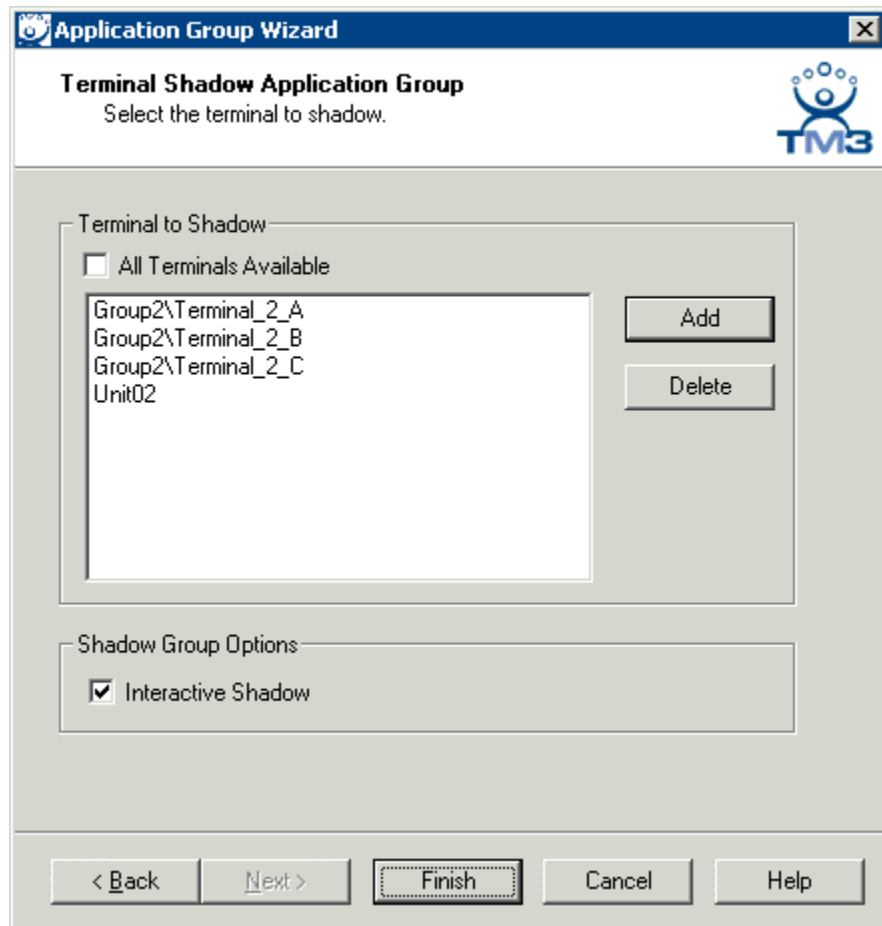 Application Group Wizard
Terminal Shadow Application Group
Select the terminal to shadow.
TM3
Terminal to Shadow
All Terminals Available
Group2\Terminal_2_A
Group2\Terminal_2_B
Group2\Terminal_2_C
Unit02
Add
Delete
Shadow Group Options
Interactive Shadow
< Back
Next >
Finish
Cancel
Help